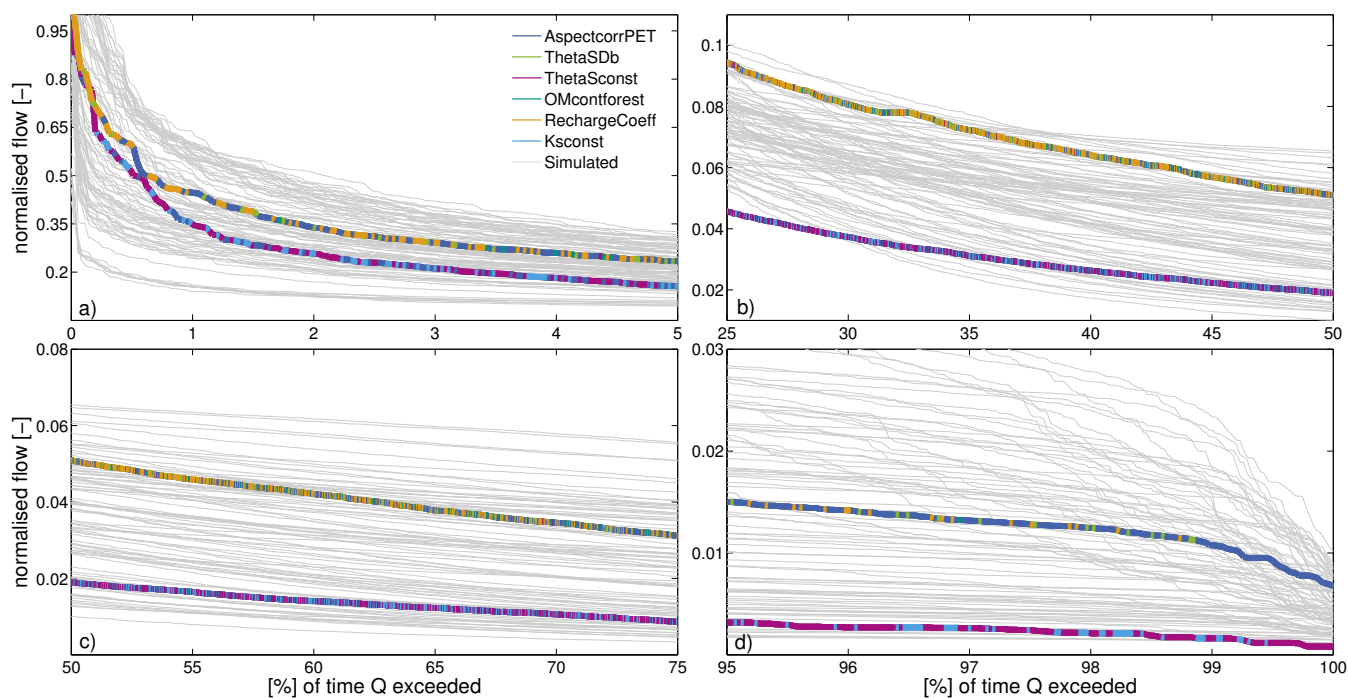 normalised flow [-]
0.95
0.8
0.65
0.5
0.35
0.2
AspectcorrPET
ThetaSDb
ThetaSconst
OMcontforest
RechargeCoeff
Ksconst
Simulated
a)
0 1 2 3 4 5
0.1
0.08
0.06
0.04
0.02
b)
25 30 35 40 45 50
normalised flow [-]
0.08
0.06
0.04
0.02
c)
50 55 60 65 70 75
[%] of time Q exceeded
0.03
0.02
0.01
d)
95 96 97 98 99 100
[%] of time Q exceeded